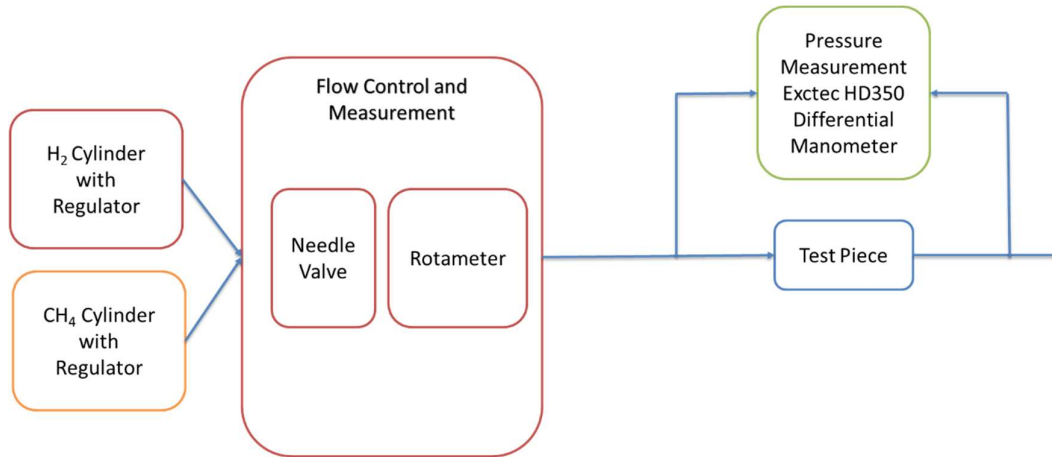 H₂ Cylinder
with
Regulator
CH₄ Cylinder
with
Regulator
Flow Control and
Measurement
Needle
Valve
Rotameter
Pressure
Measurement
Exctec HD350
Differential
Manometer
Test Piece